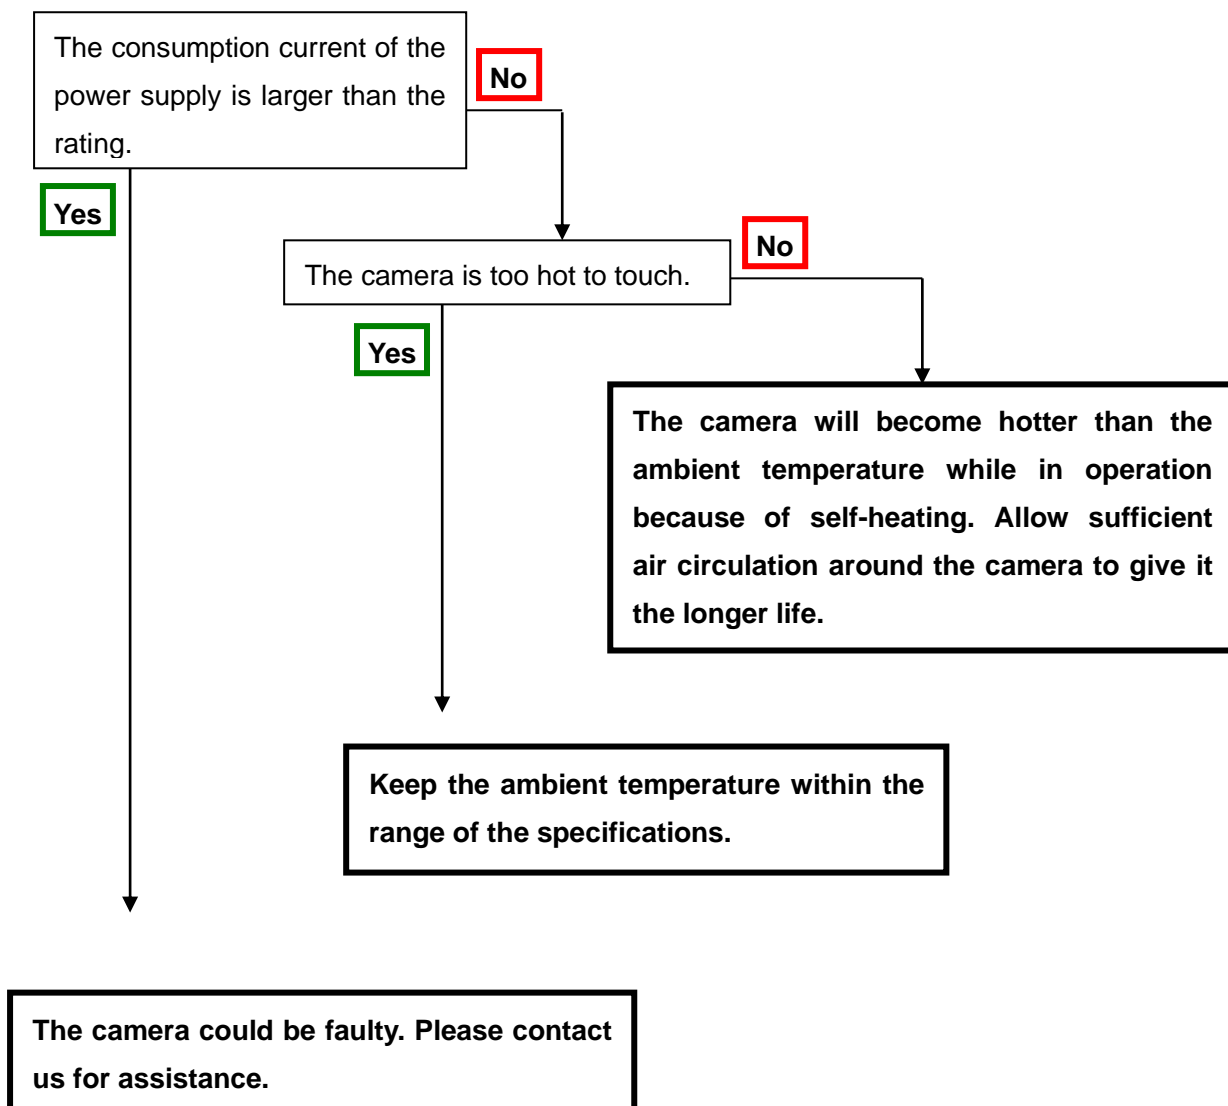 The consumption current of the
power supply is larger than the
rating.
No
Yes
The camera is too hot to touch.
No
Yes
The camera will become hotter than the
ambient temperature while in operation
because of self-heating. Allow sufficient
air circulation around the camera to give it
the longer life.
Keep the ambient temperature within the
range of the specifications.
The camera could be faulty. Please contact
us for assistance.